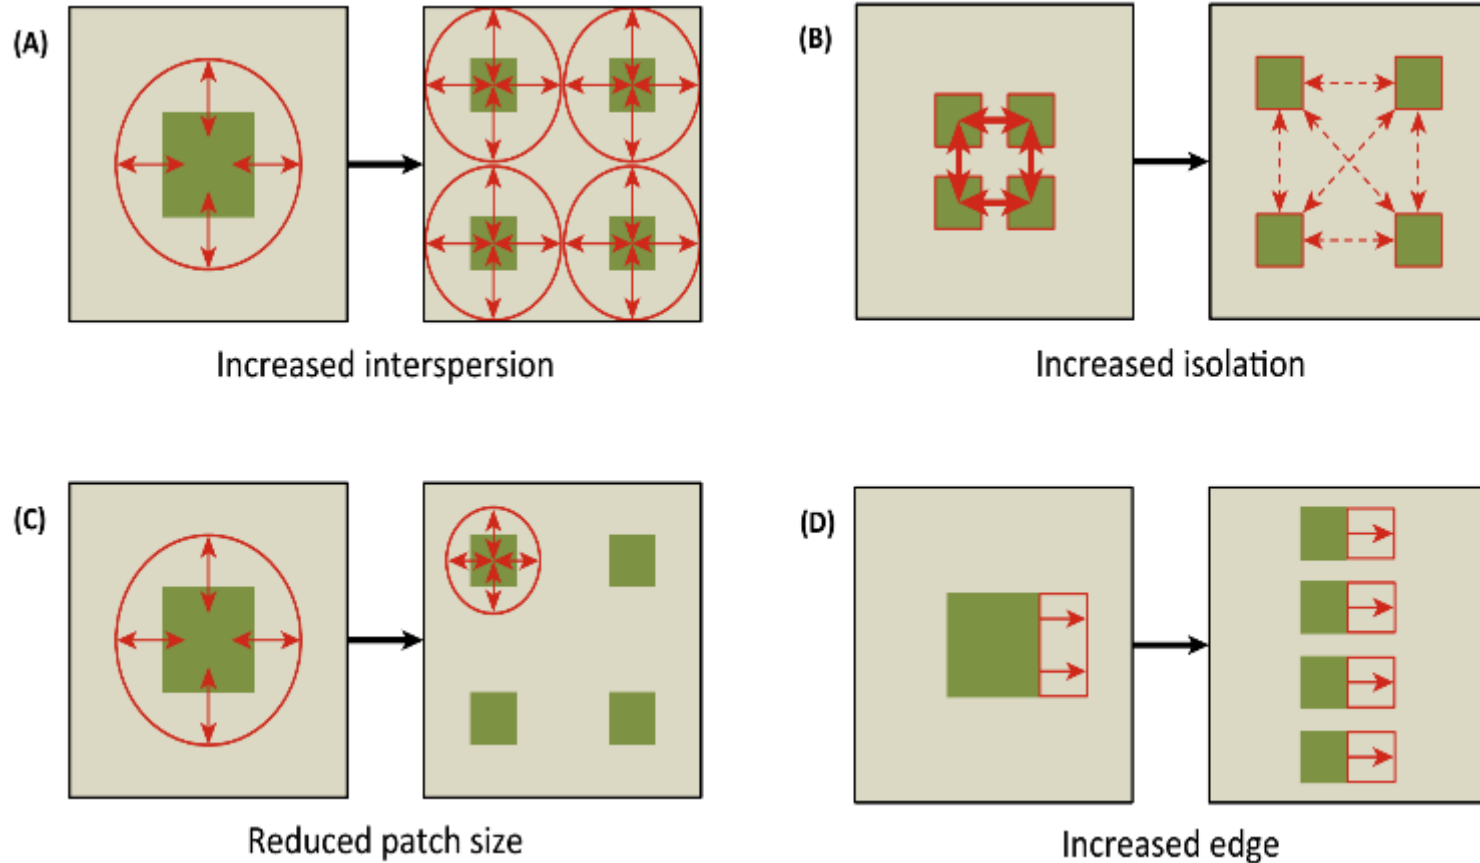 (A)
Increased interspersion
(B)
Increased isolation
(C)
Reduced patch size
(D)
Increased edge